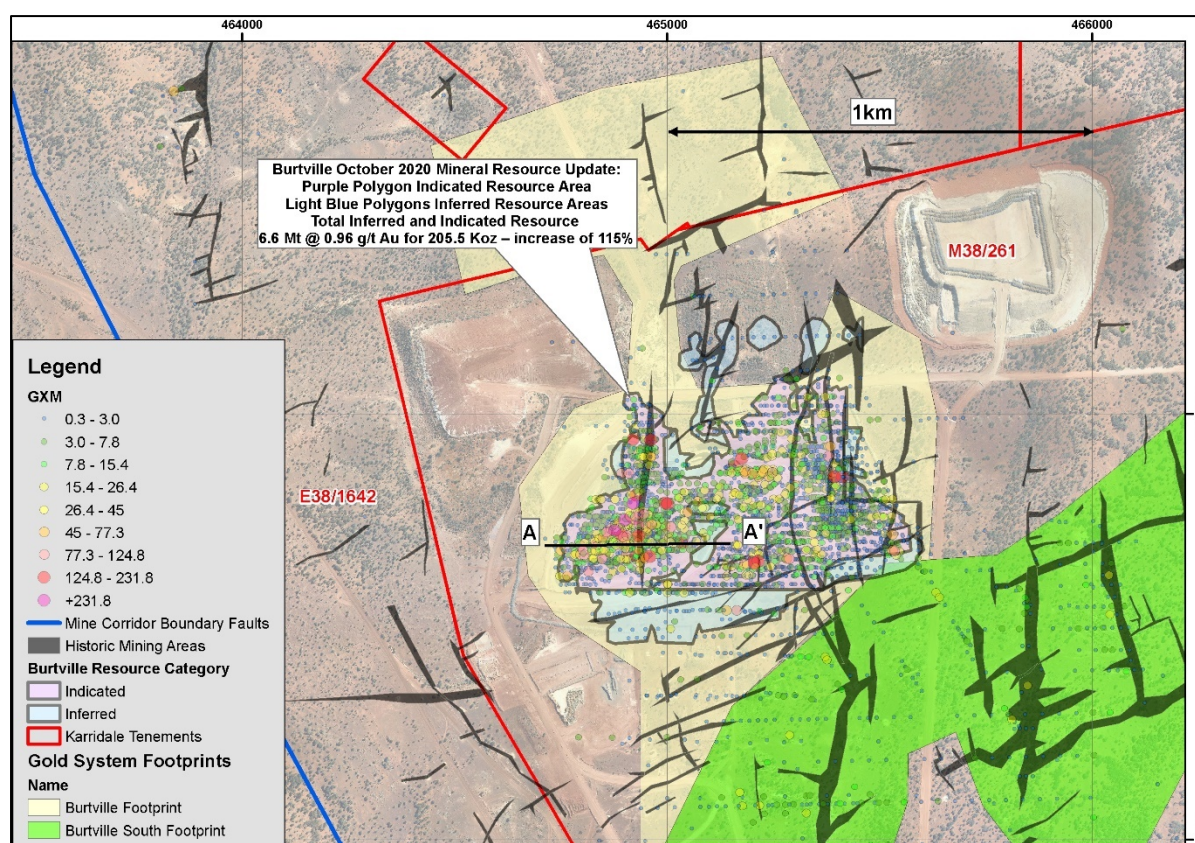 464000
465000
466000
1km
Burtville October 2020 Mineral Resource Update:
Purple Polygon Indicated Resource Area
Light Blue Polygons Inferred Resource Areas
Total Inferred and Indicated Resource
6.6 Mt @ 0.96 g/t Au for 205.5 Koz – increase of 115%
M38/261
E38/1642
A
A'
Legend
GXM
0.3 - 3.0
3.0 - 7.8
7.8 - 15.4
15.4 - 26.4
26.4 - 45
45 - 77.3
77.3 - 124.8
124.8 - 231.8
+231.8
Mine Corridor Boundary Faults
Historic Mining Areas
Burtville Resource Category
Indicated
Inferred
Karridale Tenements
Gold System Footprints
Name
Burtville Footprint
Burtville South Footprint